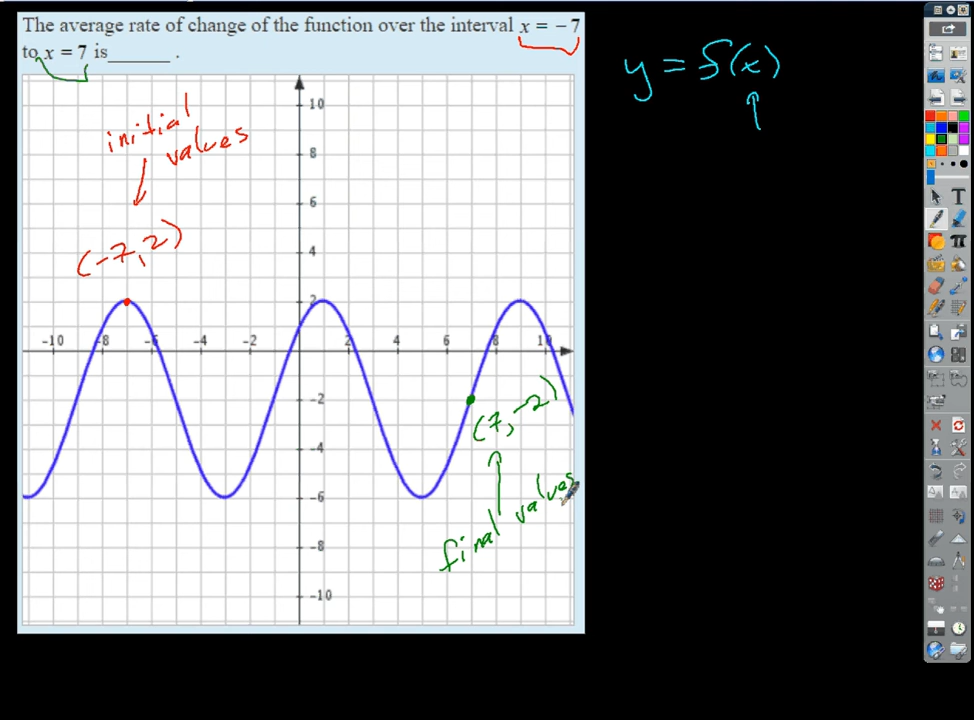 The average rate of change of the function over the interval x = − 7
to x = 7 is______ .
y = f(x)
initial
values
(-7, 2)
10
8
6
4
2
-10 -8 -6 -4 -2 0 2 4 6 8 10
-2
-4
-6
-8
-10
(7, -2)
final values
T
π